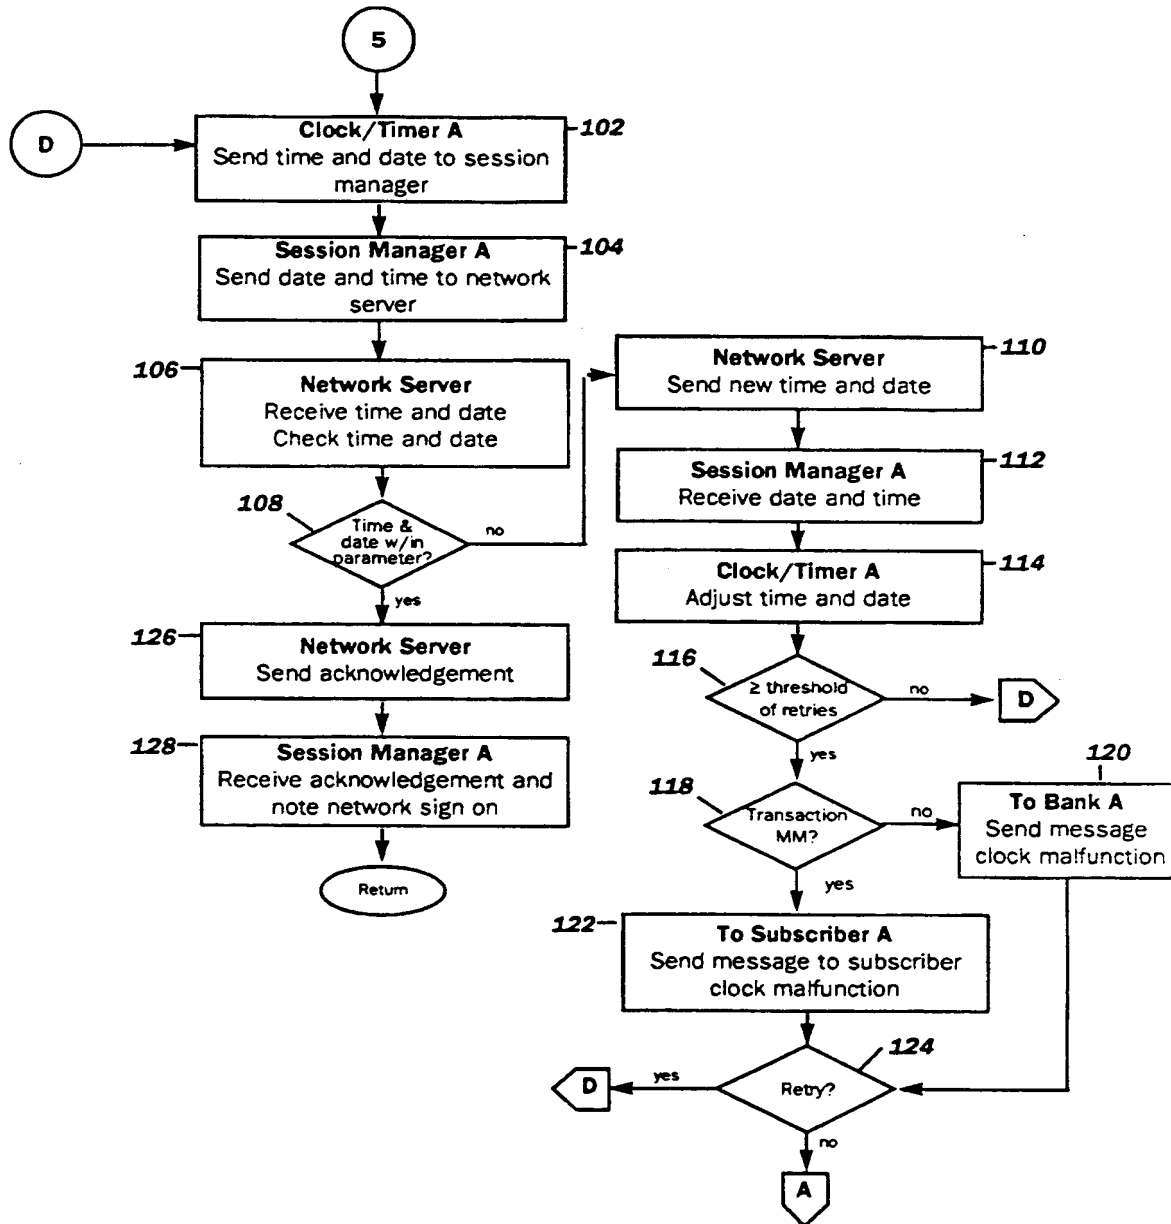 5
D
Clock/Timer A
Send time and date to session
manager
102
Session Manager A
Send date and time to network
server
104
106
Network Server
Receive time and date
Check time and date
108
Time &
date w/in
parameter?
no
yes
126
Network Server
Send acknowledgement
128
Session Manager A
Receive acknowledgement and
note network sign on
Return
110
Network Server
Send new time and date
112
Session Manager A
Receive date and time
114
Clock/Timer A
Adjust time and date
116
≥ threshold
of retries
no
D
yes
118
Transaction
MM?
no
yes
120
To Bank A
Send message
clock malfunction
122
To Subscriber A
Send message to subscriber
clock malfunction
124
Retry?
yes
D
no
A